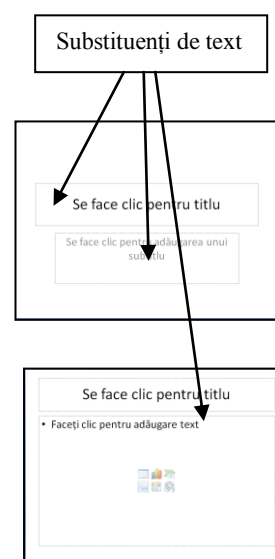 Substituenți de text
Se face clic pentru titlu
Se face clic pentru adăugarea unui
subtitlu
Se face clic pentru titlu
• Faceți clic pentru adăugare text